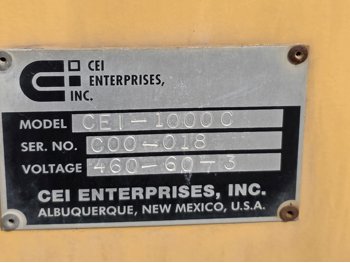 CEI
ENTERPRISES,
INC.
MODEL CEI-1000C
SER. NO. C00-018
VOLTAGE 460-60-3
CEI ENTERPRISES, INC.
ALBUQUERQUE, NEW MEXICO, U.S.A.